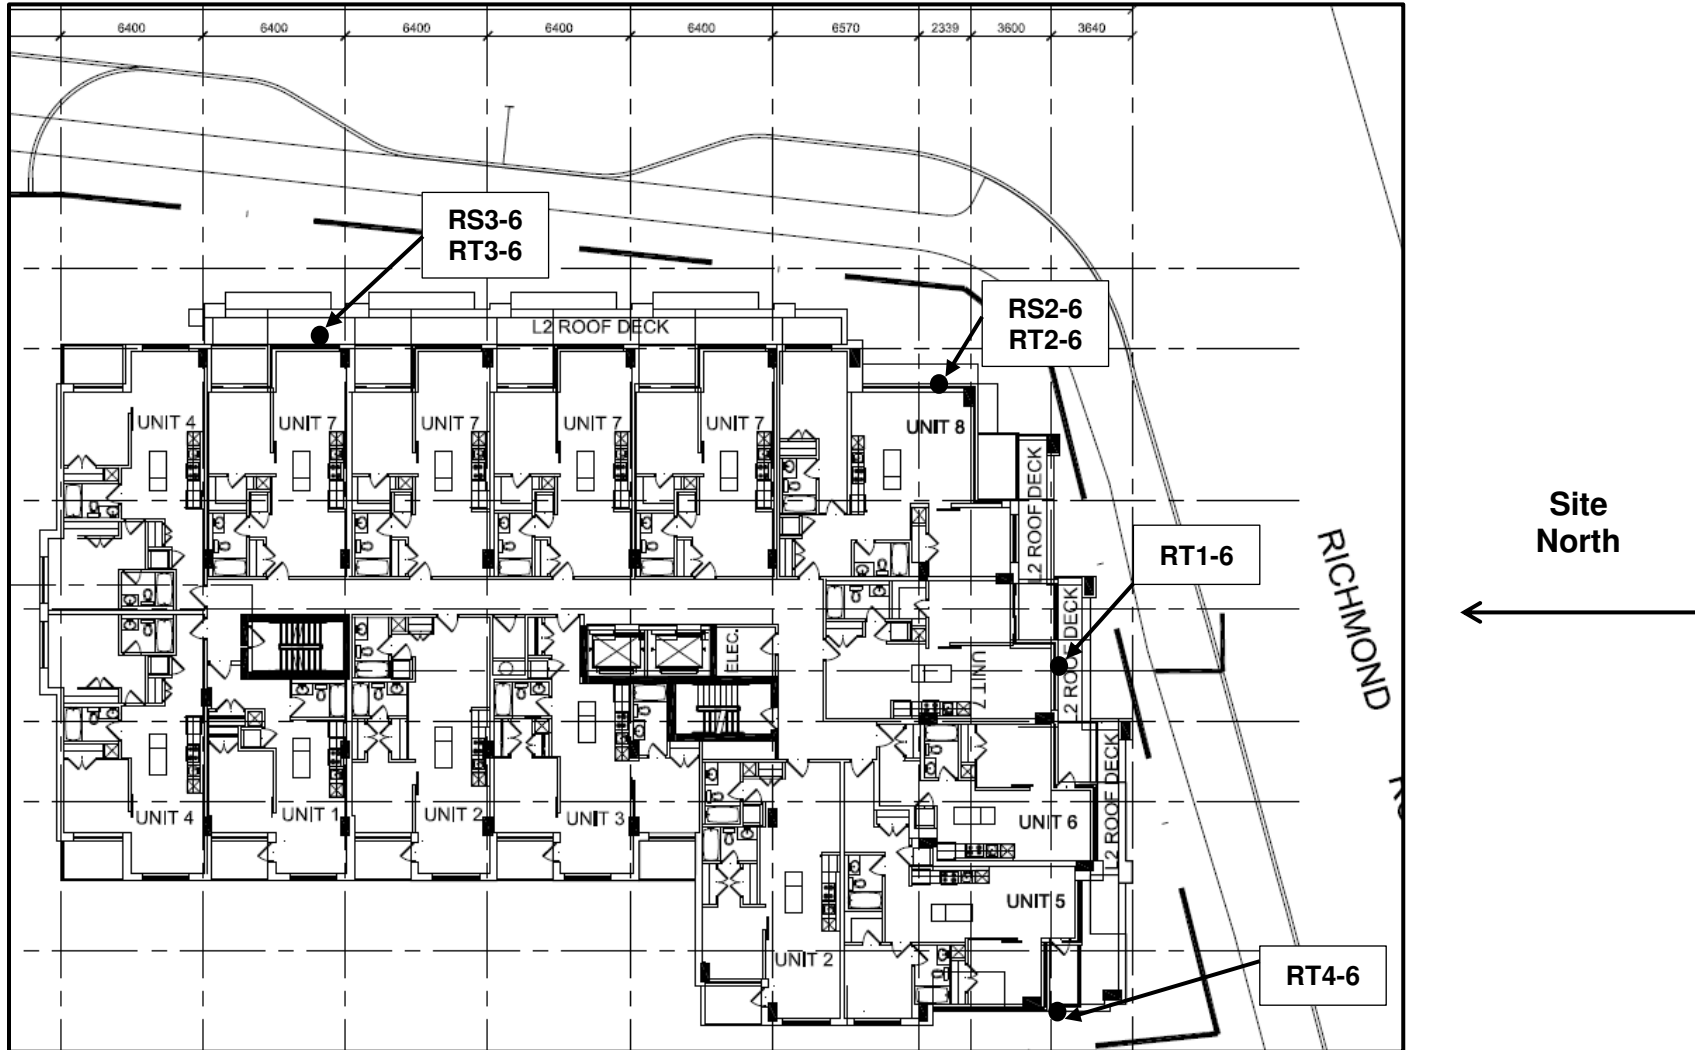 6400
6400
6400
6400
6400
6570
2339
3600
3640
RS3-6
RT3-6
RS2-6
RT2-6
L2 ROOF DECK
UNIT 4
UNIT 7
UNIT 7
UNIT 7
UNIT 7
UNIT 8
L2 ROOF DECK
Site
North
RT1-6
RICHMOND
L2 ROOF DECK
ELEC.
UNIT 7
L2 ROOF DECK
UNIT 4
UNIT 1
UNIT 2
UNIT 3
UNIT 6
UNIT 5
UNIT 2
RT4-6